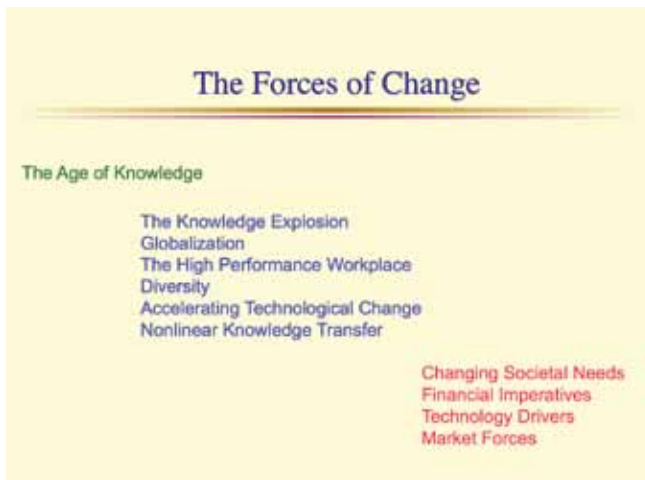 The Forces of Change
The Age of Knowledge
The Knowledge Explosion
Globalization
The High Performance Workplace
Diversity
Accelerating Technological Change
Nonlinear Knowledge Transfer
Changing Societal Needs
Financial Imperatives
Technology Drivers
Market Forces